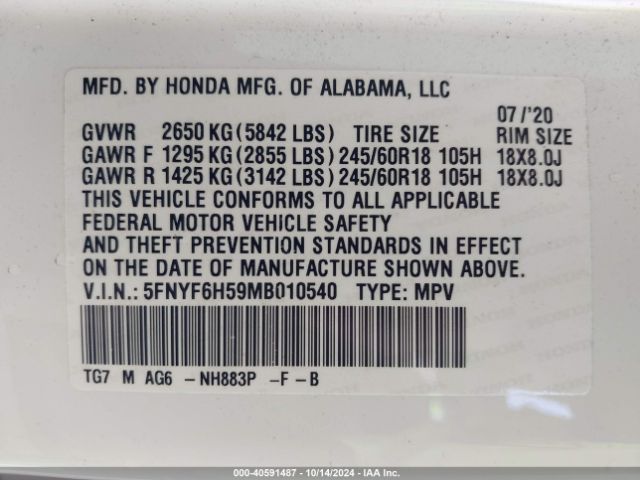 MFD. BY HONDA MFG. OF ALABAMA, LLC
07/'20
GVWR 2650 KG (5842 LBS) TIRE SIZE RIM SIZE
GAWR F 1295 KG (2855 LBS) 245/60R18 105H 18X8.0J
GAWR R 1425 KG (3142 LBS) 245/60R18 105H 18X8.0J
THIS VEHICLE CONFORMS TO ALL APPLICABLE
FEDERAL MOTOR VEHICLE SAFETY
AND THEFT PREVENTION STANDARDS IN EFFECT
ON THE DATE OF MANUFACTURE SHOWN ABOVE.
V.I.N.: 5FNYF6H59MB010540 TYPE: MPV
TG7 M AG6 -NH883P -F-B
00-40591487 - 10/14/2024 - IAA Inc.